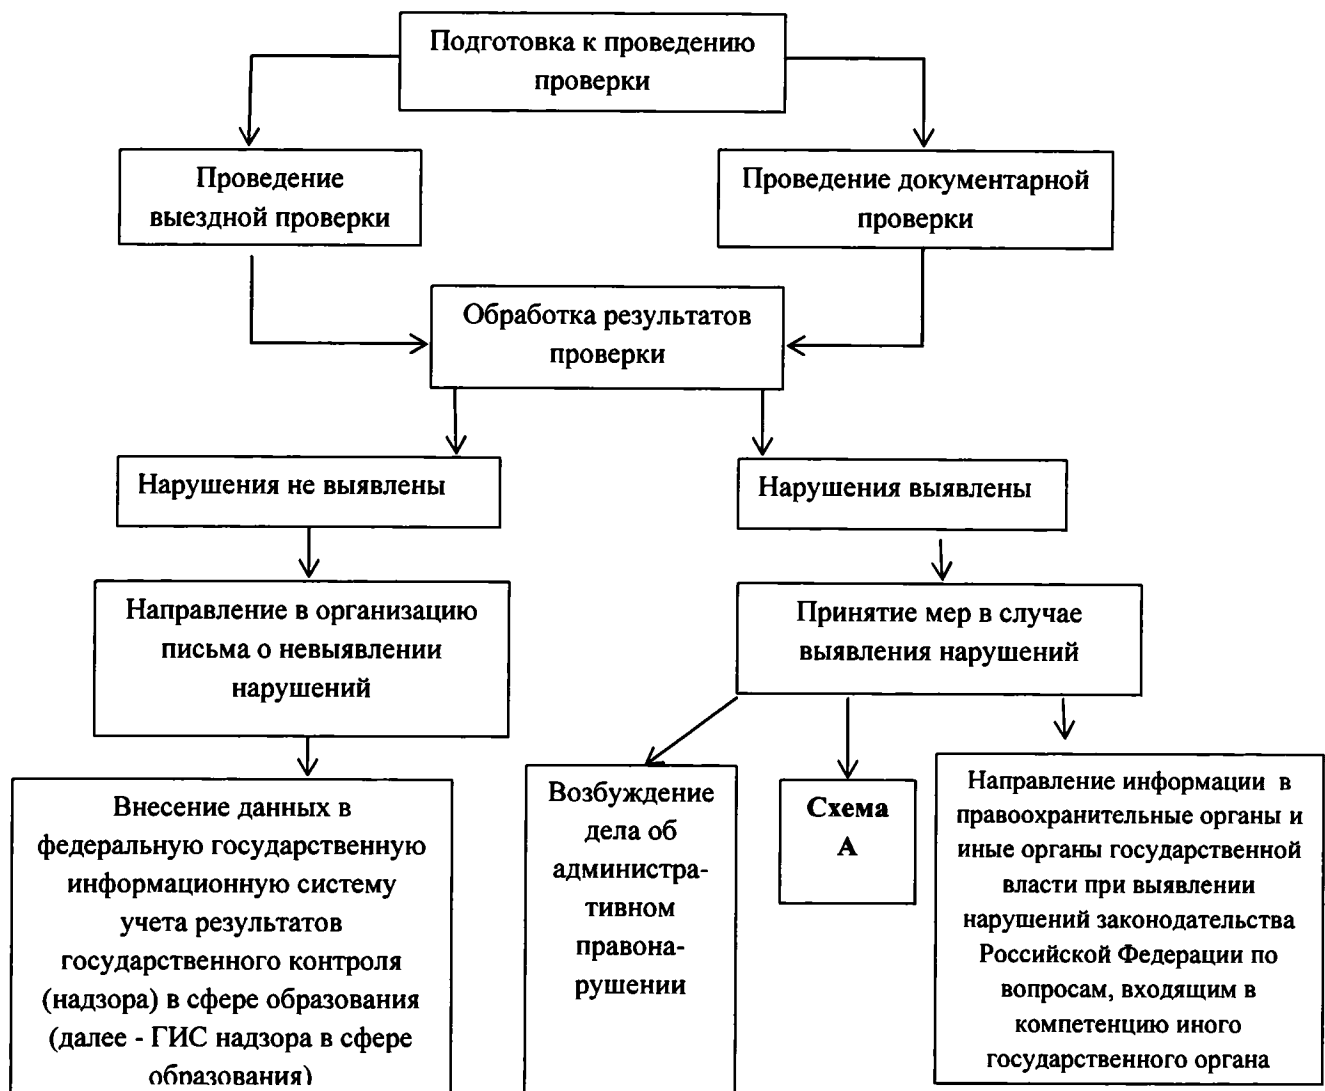 Подготовка к проведению
проверки
Проведение
выездной проверки
Проведение документарной
проверки
Обработка результатов
проверки
Нарушения не выявлены
Нарушения выявлены
Направление в организацию
письма о невыявлении
нарушений
Принятие мер в случае
выявления нарушений
Внесение данных в
федеральную государственную
информационную систему
учета результатов
государственного контроля
(надзора) в сфере образования
(далее - ГИС надзора в сфере
образования)
Возбуждение
дела об
администра-
тивном
правона-
рушении
Схема
А
Направление информации в
правоохранительные органы и
иные органы государственной
власти при выявлении
нарушений законодательства
Российской Федерации по
вопросам, входящим в
компетенцию иного
государственного органа